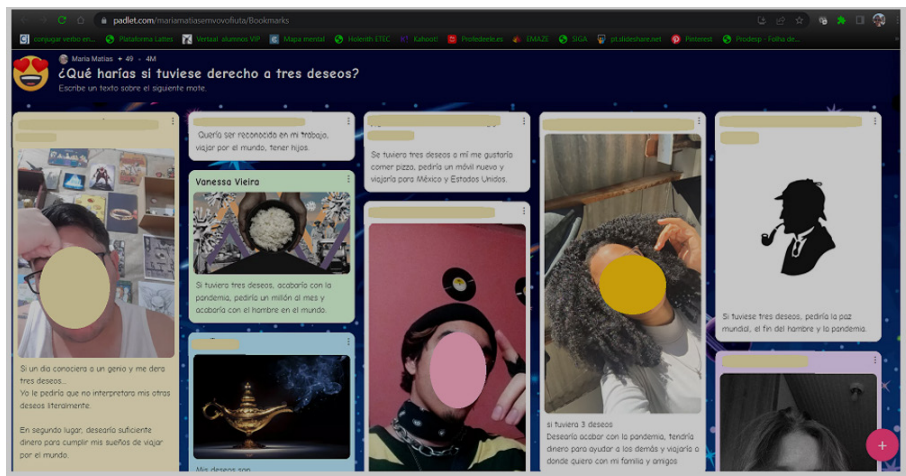 padlet.com/mariamatiasemvovofiuta/Bookmarks
conjugar verbo en...
Plataforma Lattes
Vertaal alumnos VIP
Mapa mental
Holerith ETEC
Kahoot!
Profedeele.es
EMAZE
SIGA
pt.slideshare.net
Pinterest
Prodesp - Folha de...
Maria Matias + 49 • 4M
¿Qué harías si tuviese derecho a tres deseos?
Escribe un texto sobre el siguiente mote.
Si un dia conociera a un genio y me dera
tres deseos...
Yo le pediría que no interpretara mis otros
deseos literalmente.
En segundo lugar, desearía suficiente
dinero para cumplir mis sueños de viajar
por el mundo.
Quería ser reconocida en mi trabajo,
viajar por el mundo, tener hijos.
Vanessa Vieira
Si tuviera tres deseos, acabaría con la
pandemia, pediría un millón al mes y
acabaría con el hambre en el mundo.
Mis deseos son
Se tuviera tres deseos a mí me gustaría
comer pizza, pediría un móvil nuevo y
viajaría para México y Estados Unidos.
si tuviera 3 deseos
Desearía acabar con la pandemia, tendría
dinero para ayudar a los demás y viajaría a
donde quiero con mi familia y amigos
Si tuviese tres deseos, pediría la paz
mundial, el fin del hambre y la pandemia.